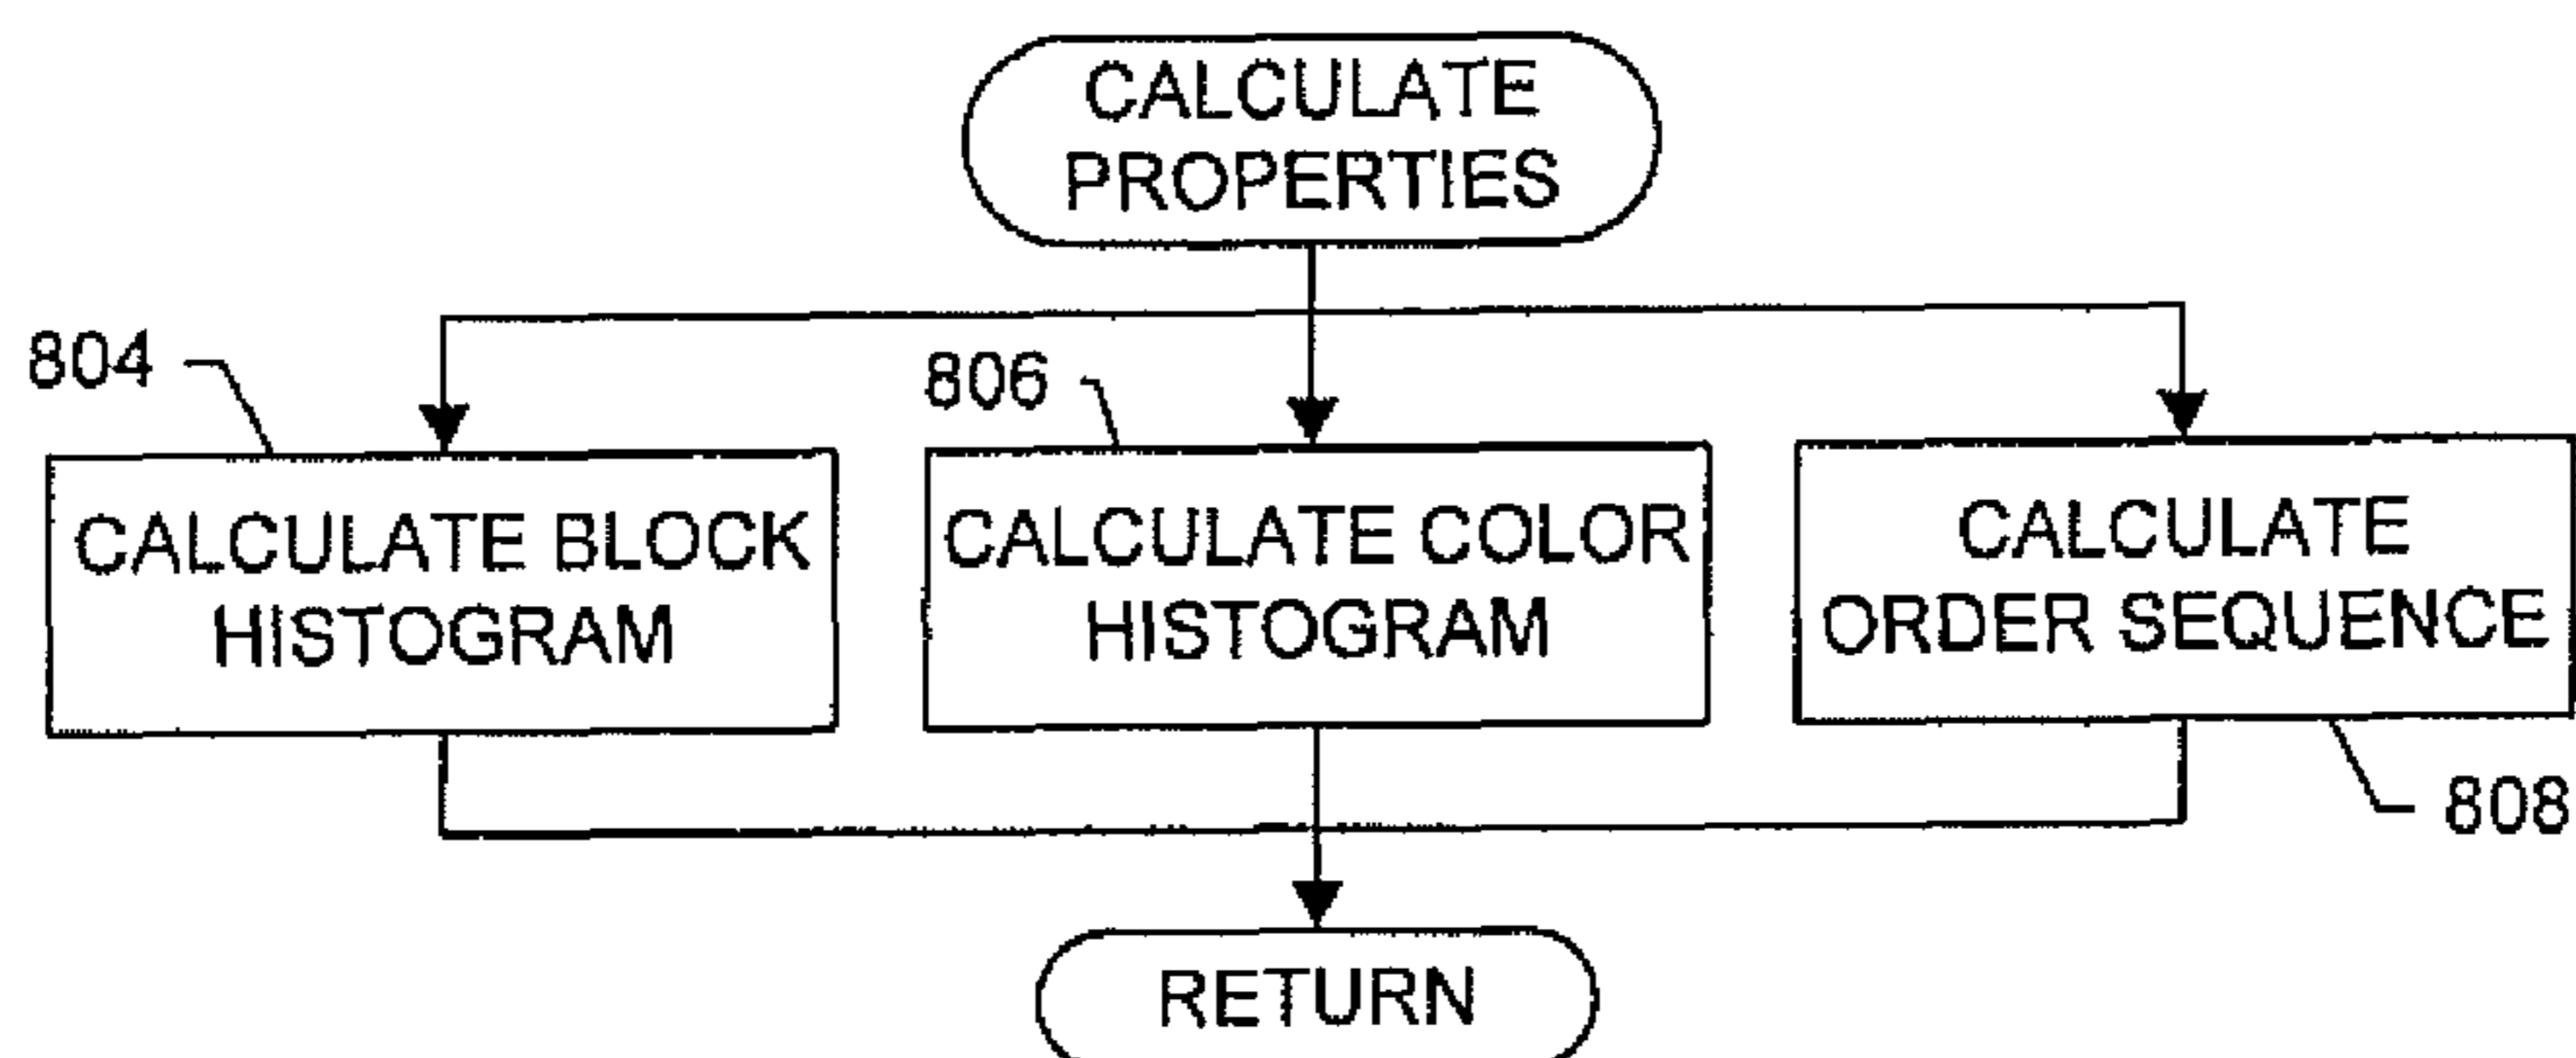 CALCULATE
PROPERTIES
804
806
CALCULATE BLOCK
HISTOGRAM
CALCULATE COLOR
HISTOGRAM
CALCULATE
ORDER SEQUENCE
808
RETURN